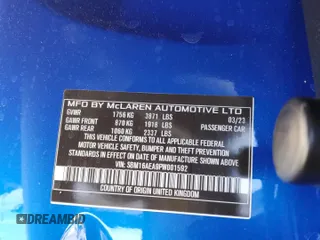 MFD BY McLAREN AUTOMOTIVE LTD
GVWR 1756 KG 3871 LBS 03/23
GAWR FRONT 870 KG 1918 LBS PASSENGER CAR
GAWR REAR 1060 KG 2337 LBS
THIS VEHICLE CONFORMS TO ALL APPLICABLE FEDERAL
MOTOR VEHICLE SAFETY, BUMPER, AND THEFT PREVENTION
STANDARDS IN EFFECT ON DATE OF MANUFACTURE SHOWN ABOVE
VIN: SBM16AEA9PW001592
COUNTRY OF ORIGIN UNITED KINGDOM
DREAMBID